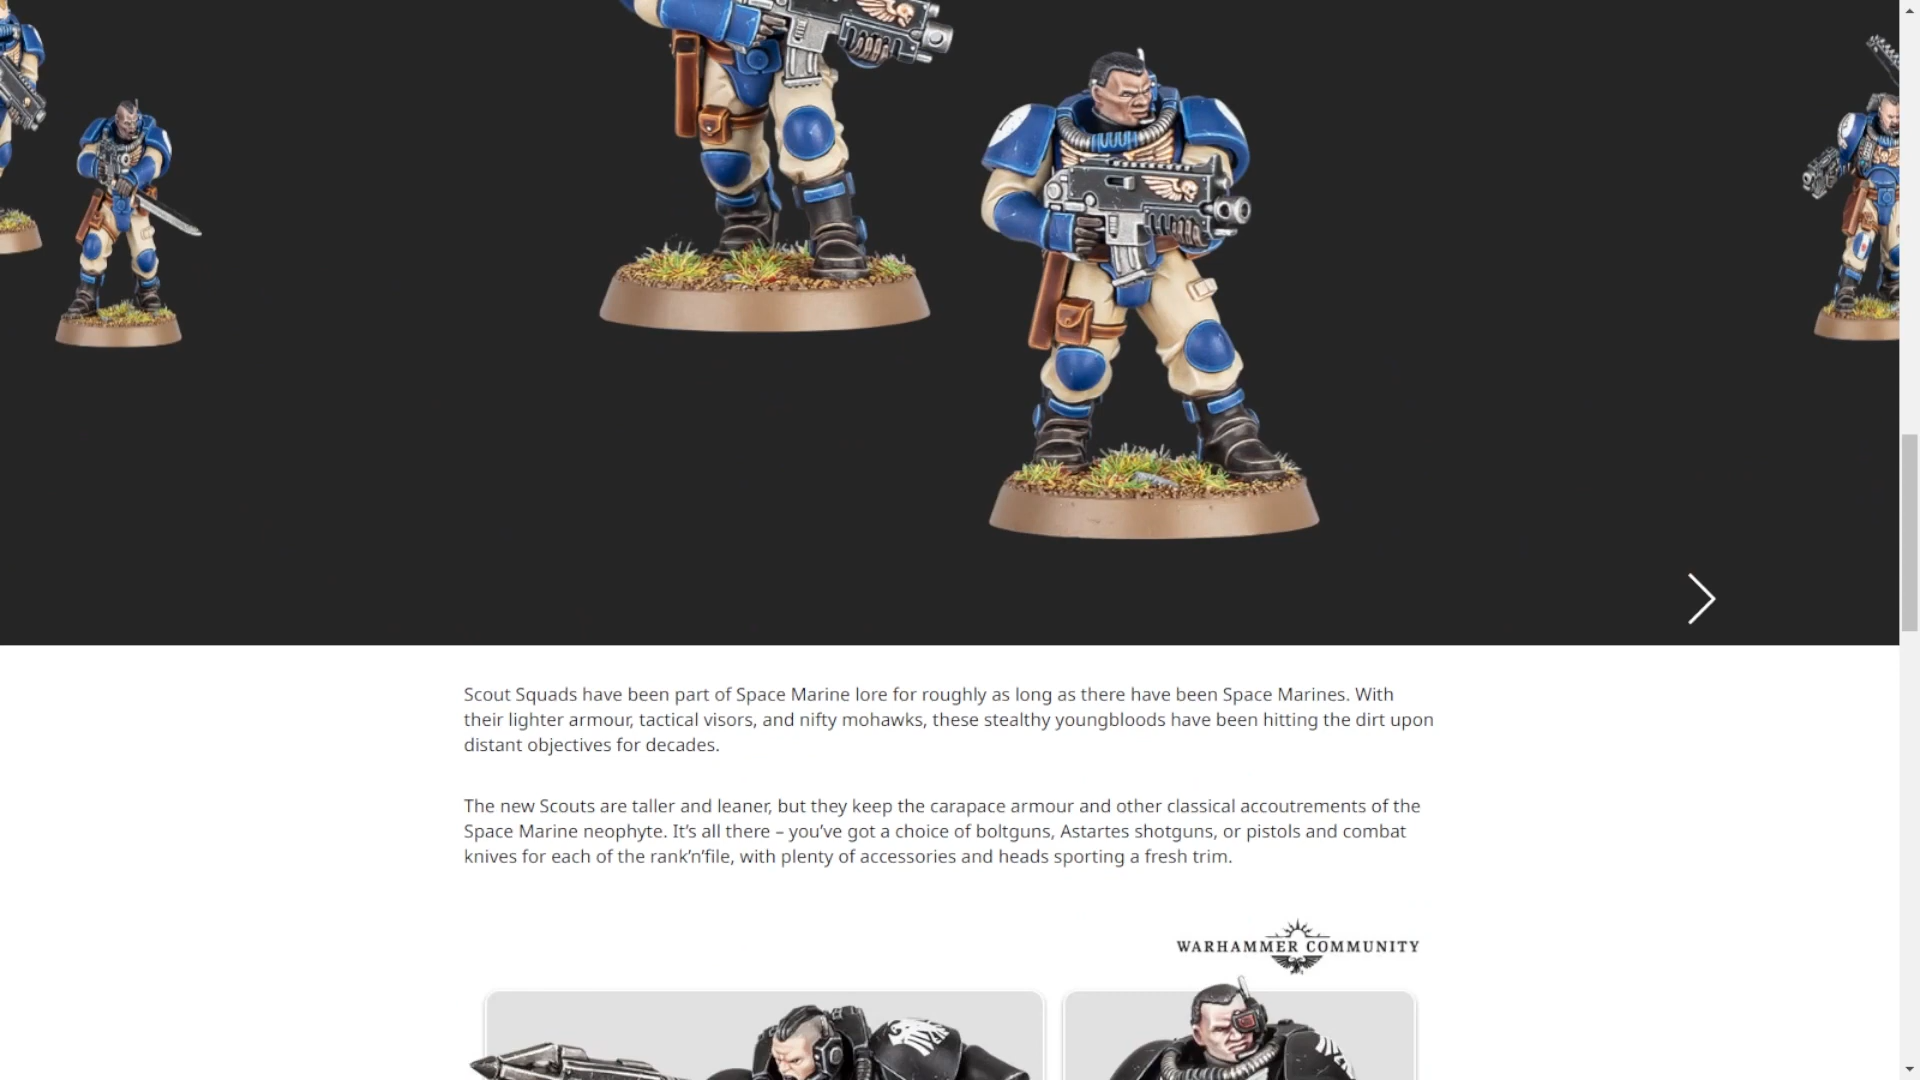 Scout Squads have been part of Space Marine lore for roughly as long as there have been Space Marines. With
their lighter armour, tactical visors, and nifty mohawks, these stealthy youngbloods have been hitting the dirt upon
distant objectives for decades.
The new Scouts are taller and leaner, but they keep the carapace armour and other classical accoutrements of the
Space Marine neophyte. It’s all there – you’ve got a choice of boltguns, Astartes shotguns, or pistols and combat
knives for each of the rank’n’file, with plenty of accessories and heads sporting a fresh trim.
WARHAMMER COMMUNITY